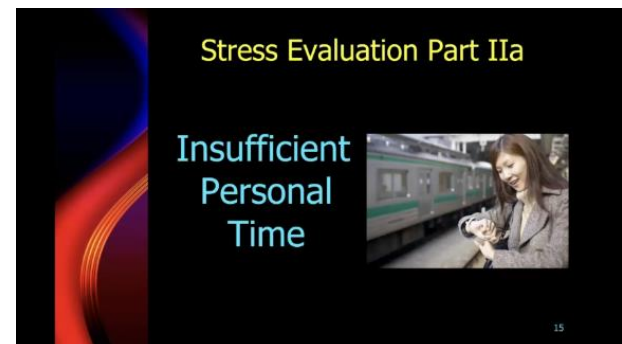 Stress Evaluation Part IIa
Insufficient
Personal
Time
15